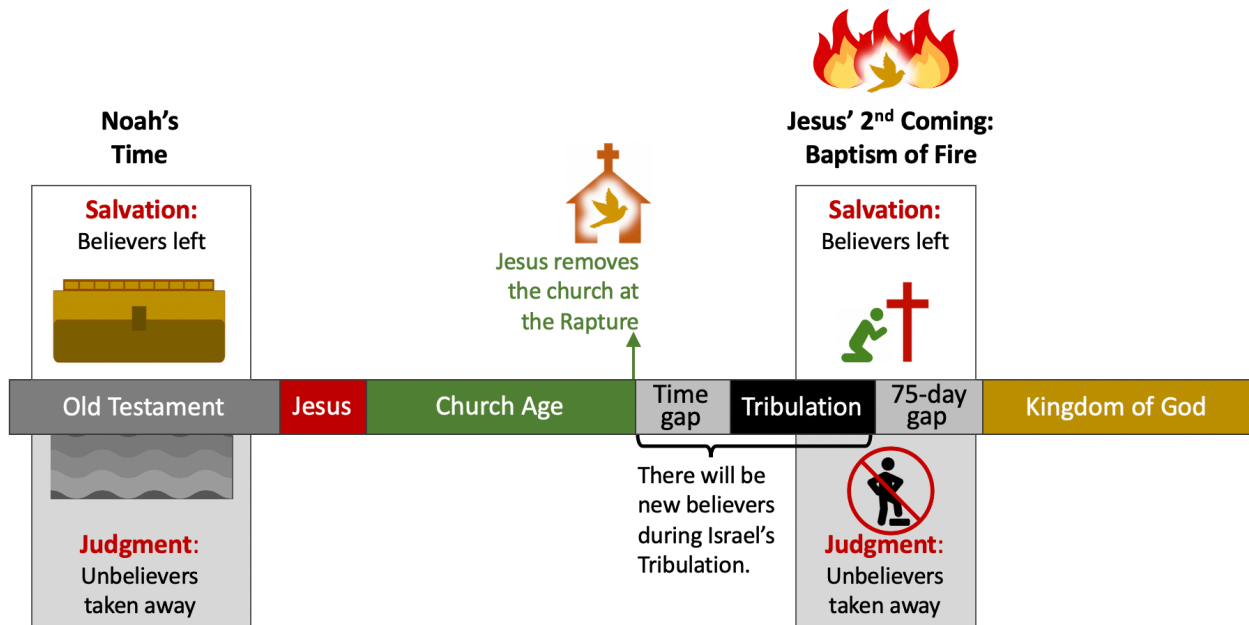 Noah’s
Time
Salvation:
Believers left
Jesus removes
the church at
the Rapture
Jesus’ 2nd Coming:
Baptism of Fire
Salvation:
Believers left
Old Testament
Jesus
Church Age
Time
gap
Tribulation
75-day
gap
Kingdom of God
Judgment:
Unbelievers
taken away
There will be
new believers
during Israel’s
Tribulation.
Judgment:
Unbelievers
taken away